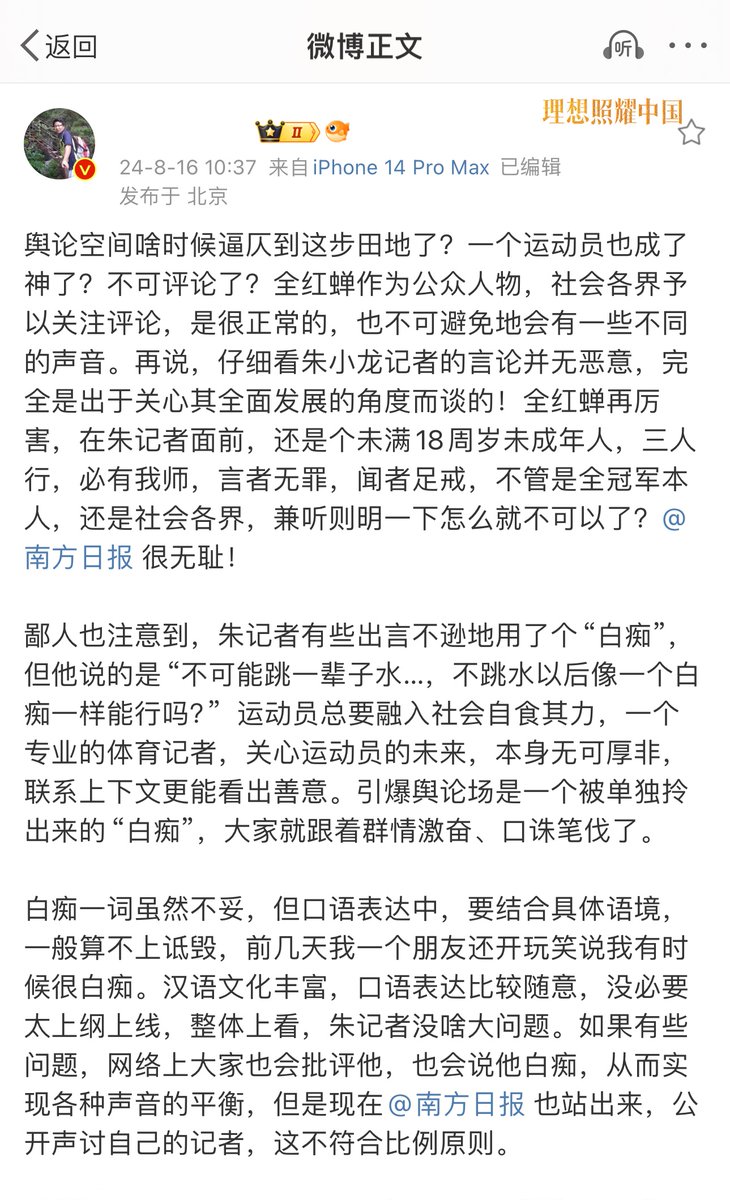 返回
微博正文
听
II
理想照耀中国
24-8-16 10:37 来自 iPhone 14 Pro Max 已编辑
发布于 北京
舆论空间啥时候逼仄到这步田地了？一个运动员也成了
神了？不可评论了？全红蝉作为公众人物，社会各界予
以关注评论，是很正常的，也不可避免地会有一些不同
的声音。再说，仔细看朱小龙记者的言论并无恶意，完
全是出于关心其全面发展的角度而谈的！全红蝉再厉
害，在朱记者面前，还是个未满18周岁未成年人，三人
行，必有我师，言者无罪，闻者足戒，不管是全冠军本
人，还是社会各界，兼听则明一下怎么就不可以了？@
南方日报 很无耻！
鄙人也注意到，朱记者有些出言不逊地用了个“白痴”，
但他说的是“不可能跳一辈子水...，不跳水以后像一个白
痴一样能行吗？” 运动员总要融入社会自食其力，一个
专业的体育记者，关心运动员的未来，本身无可厚非，
联系上下文更能看出善意。引爆舆论场是一个被单独拎
出来的“白痴”，大家就跟着群情激奋、口诛笔伐了。
白痴一词虽然不妥，但口语表达中，要结合具体语境，
一般算不上诋毁，前几天我一个朋友还开玩笑说我有时
候很白痴。汉语文化丰富，口语表达比较随意，没必要
太上纲上线，整体上看，朱记者没啥大问题。如果有些
问题，网络上大家也会批评他，也会说他白痴，从而实
现各种声音的平衡，但是现在 @南方日报 也站出来，公
开声讨自己的记者，这不符合比例原则。